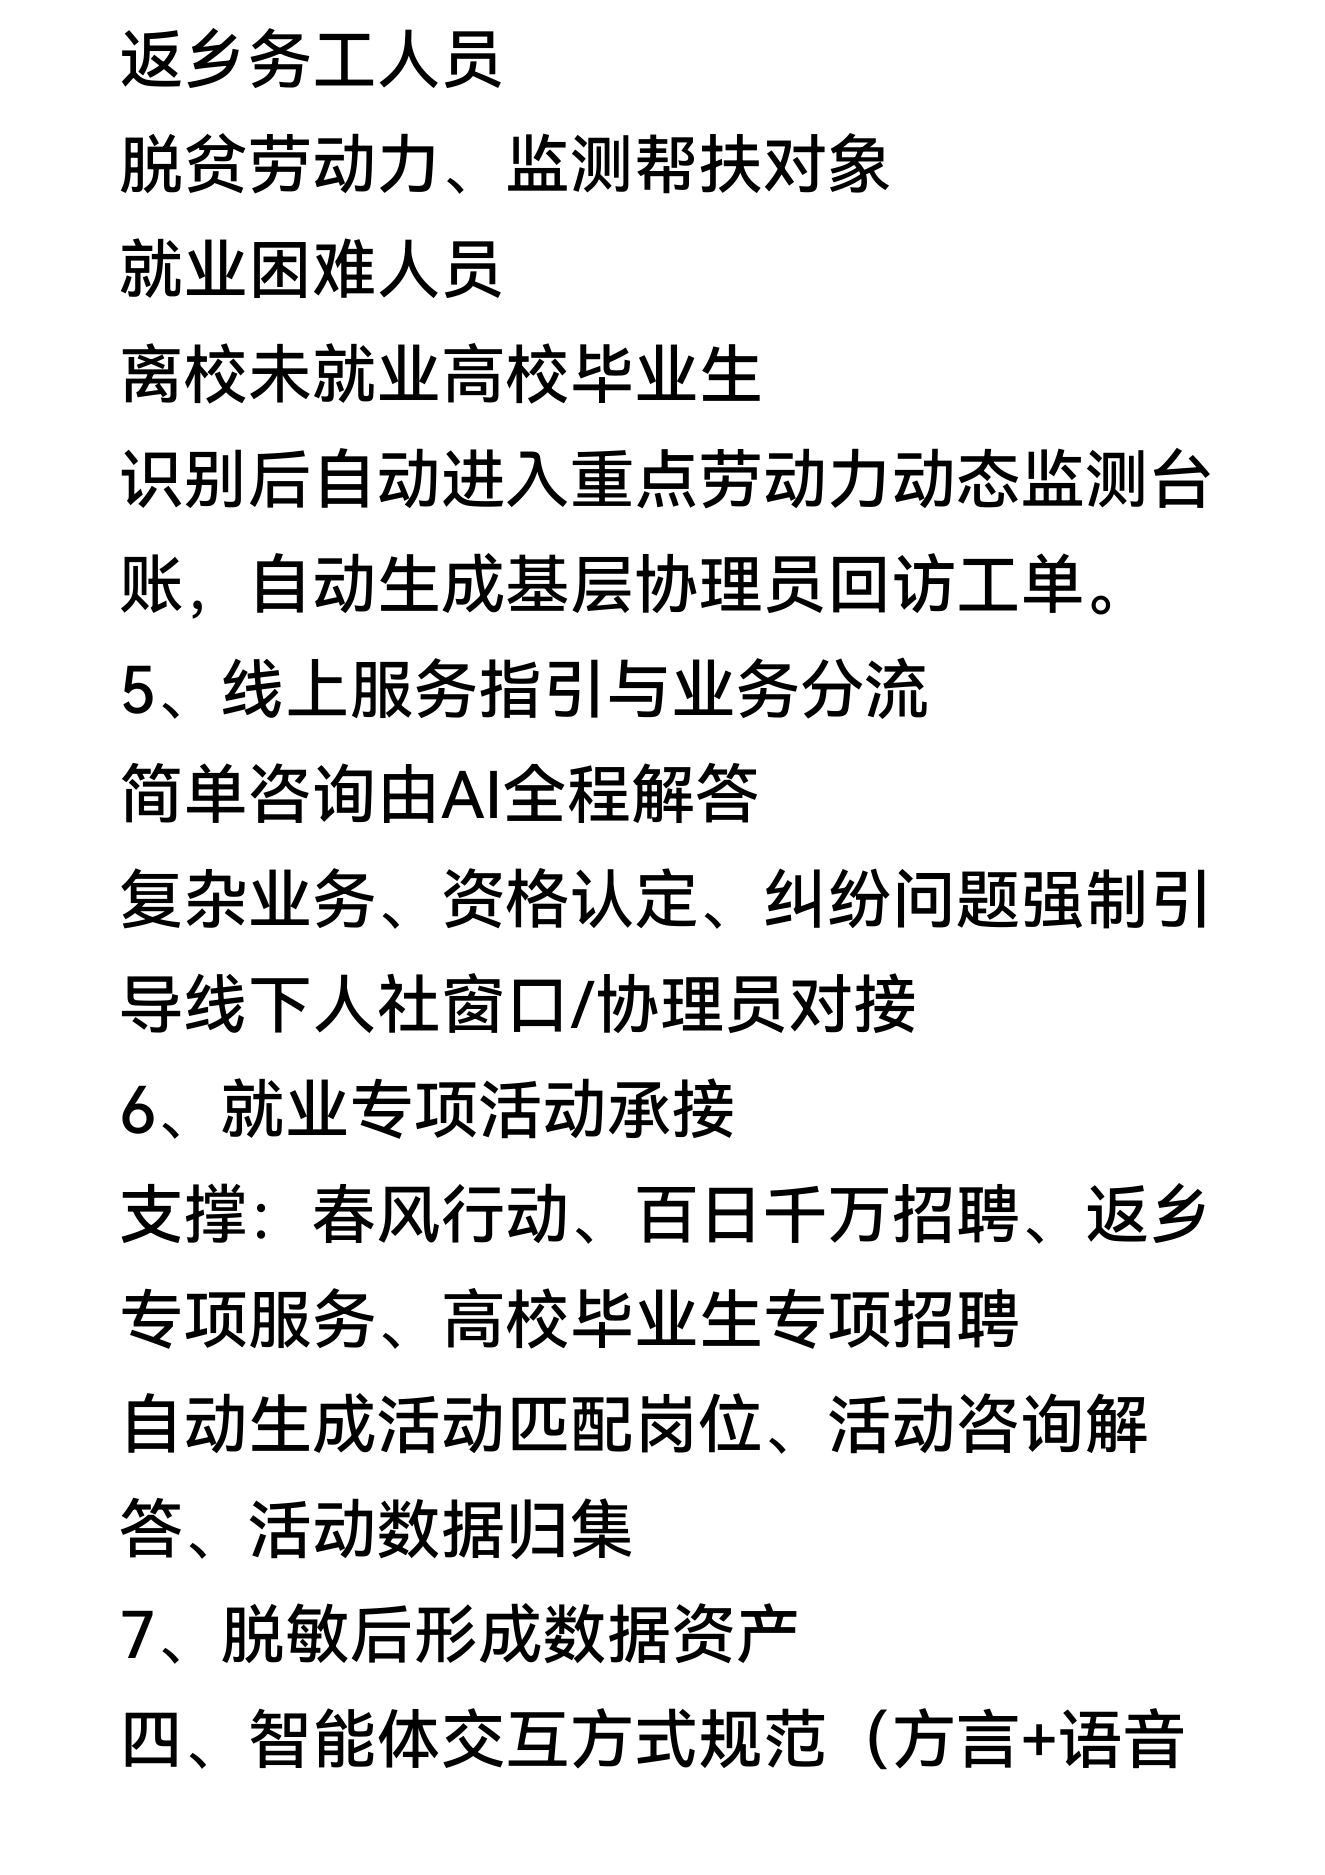 返乡务工人员
脱贫劳动力、监测帮扶对象
就业困难人员
离校未就业高校毕业生
识别后自动进入重点劳动力动态监测台
账，自动生成基层协理员回访工单。
5、线上服务指引与业务分流
简单咨询由AI全程解答
复杂业务、资格认定、纠纷问题强制引
导线下人社窗口/协理员对接
6、就业专项活动承接
支撑：春风行动、百日千万招聘、返乡
专项服务、高校毕业生专项招聘
自动生成活动匹配岗位、活动咨询解
答、活动数据归集
7、脱敏后形成数据资产
四、智能体交互方式规范（方言+语音